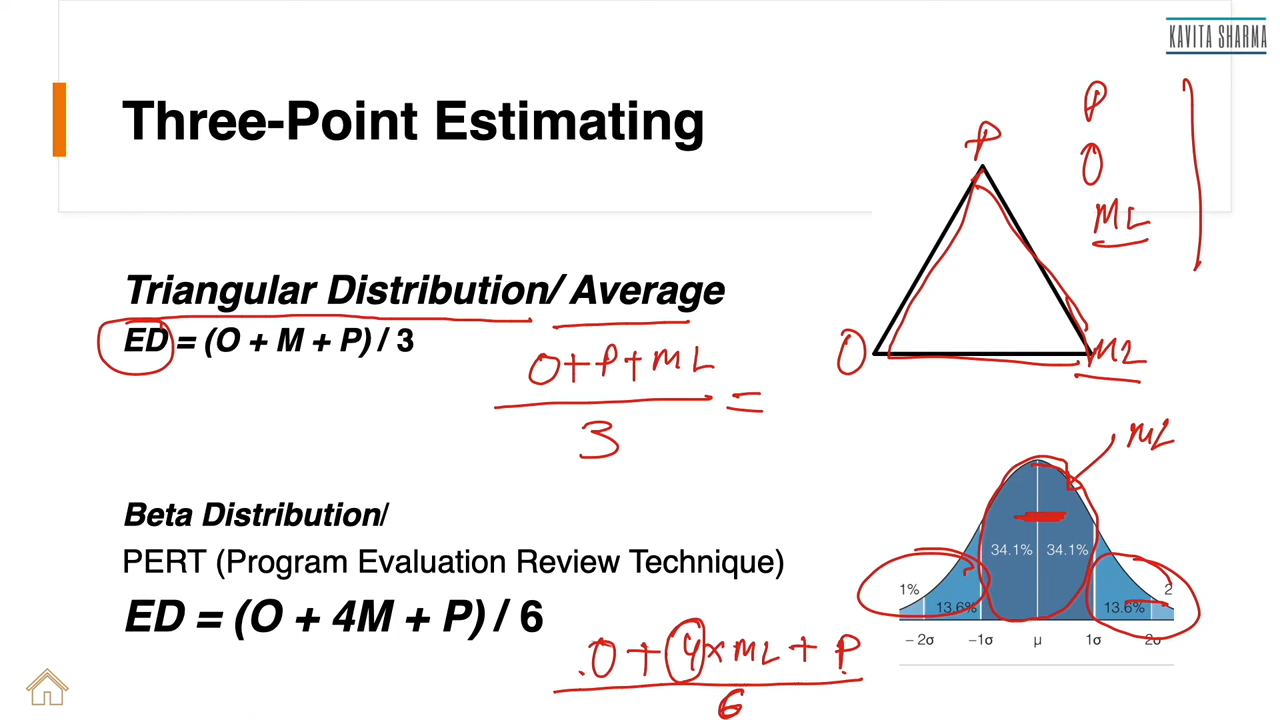 KAVITA SHARMA
Three-Point Estimating
P
O
ML
P
O
ML
Triangular Distribution/ Average
ED = (O + M + P) / 3
O + P + ML
3
=
ML
Beta Distribution/
PERT (Program Evaluation Review Technique)
ED = (O + 4M + P) / 6
34.1% 34.1%
1% 2
13.6% 13.6%
-2σ -1σ μ 1σ 2σ
.O + 4 x ML + P
6